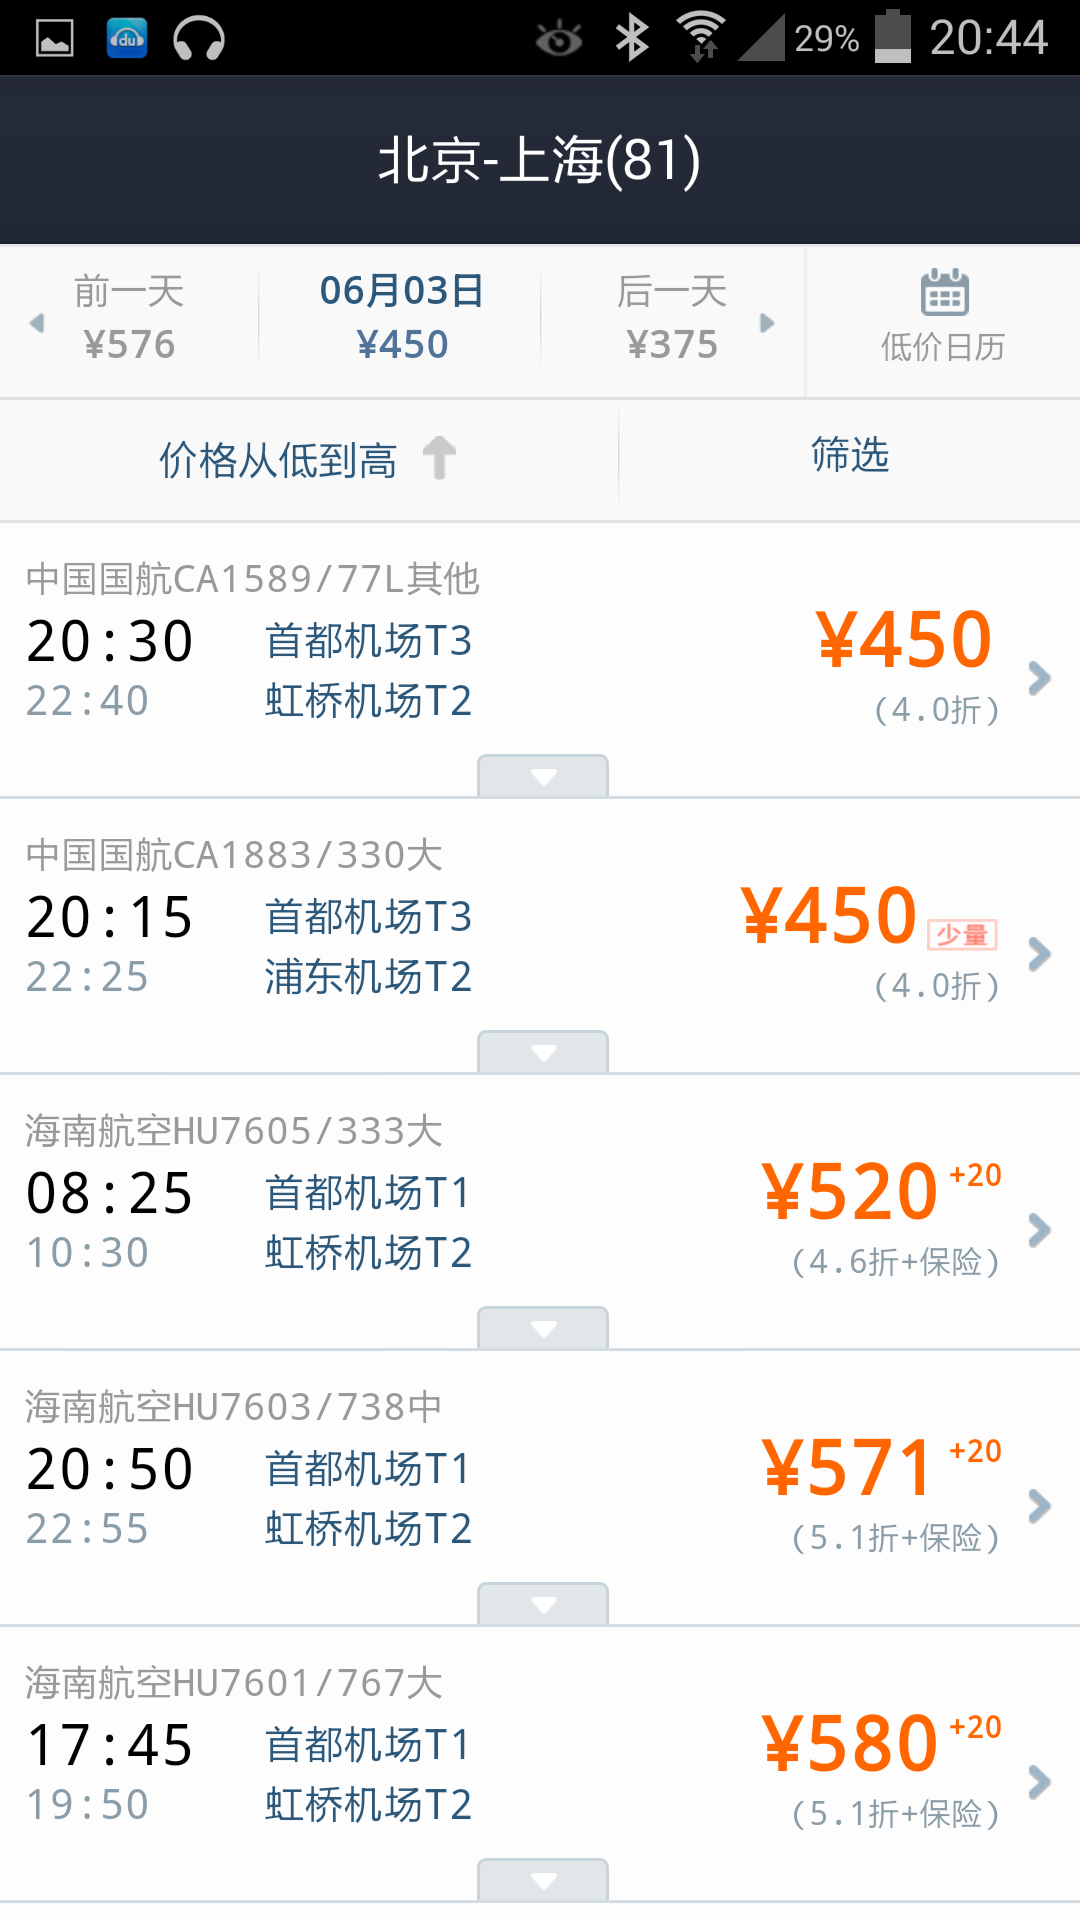 du 29% 20:44
北京-上海(81)
前一天 06月03日 后一天
¥576 ¥450 ¥375 低价日历
价格从低到高 筛选
中国国航CA1589/77L其他
20:30 首都机场T3 ¥450
22:40 虹桥机场T2 (4.0折)
中国国航CA1883/330大
20:15 首都机场T3 ¥450 少量
22:25 浦东机场T2 (4.0折)
海南航空HU7605/333大
08:25 首都机场T1 ¥520 +20
10:30 虹桥机场T2 (4.6折+保险)
海南航空HU7603/738中
20:50 首都机场T1 ¥571 +20
22:55 虹桥机场T2 (5.1折+保险)
海南航空HU7601/767大
17:45 首都机场T1 ¥580 +20
19:50 虹桥机场T2 (5.1折+保险)